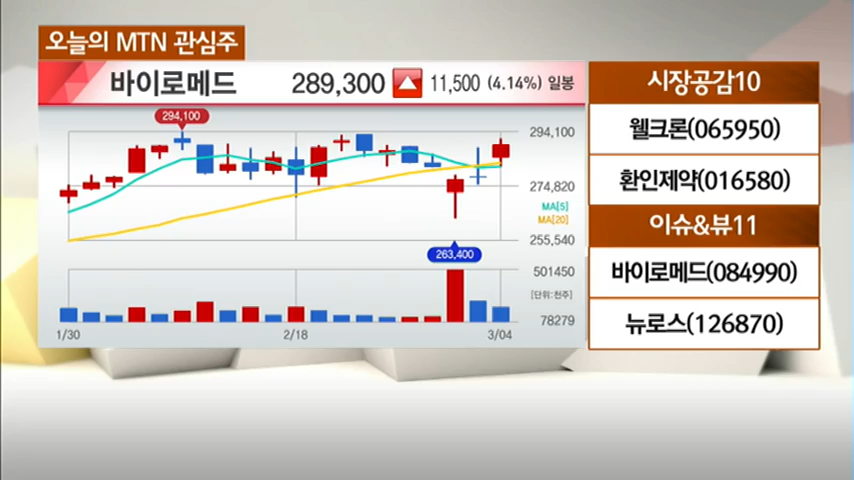 오늘의 MTN 관심주
바이로메드 289,300 11,500 (4.14%) 일봉
294,100
294,100
274,820
MA[5]
MA[20]
255,540
263,400
501450
[단위:천주]
78279
1/30 2/18 3/04
시장공감10
웰크론(065950)
환인제약(016580)
이슈&뷰11
바이로메드(084990)
뉴로스(126870)